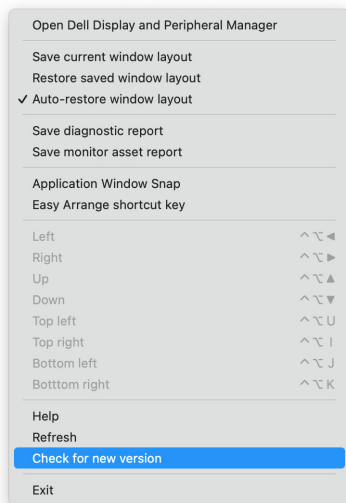 Open Dell Display and Peripheral Manager
Save current window layout
Restore saved window layout
✓ Auto-restore window layout
Save diagnostic report
Save monitor asset report
Application Window Snap
Easy Arrange shortcut key
Left ^⌥◀
Right ^⌥▶
Up ^⌥▲
Down ^⌥▼
Top left ^⌥U
Top right ^⌥I
Bottom left ^⌥J
Botttom right ^⌥K
Help
Refresh
Check for new version
Exit